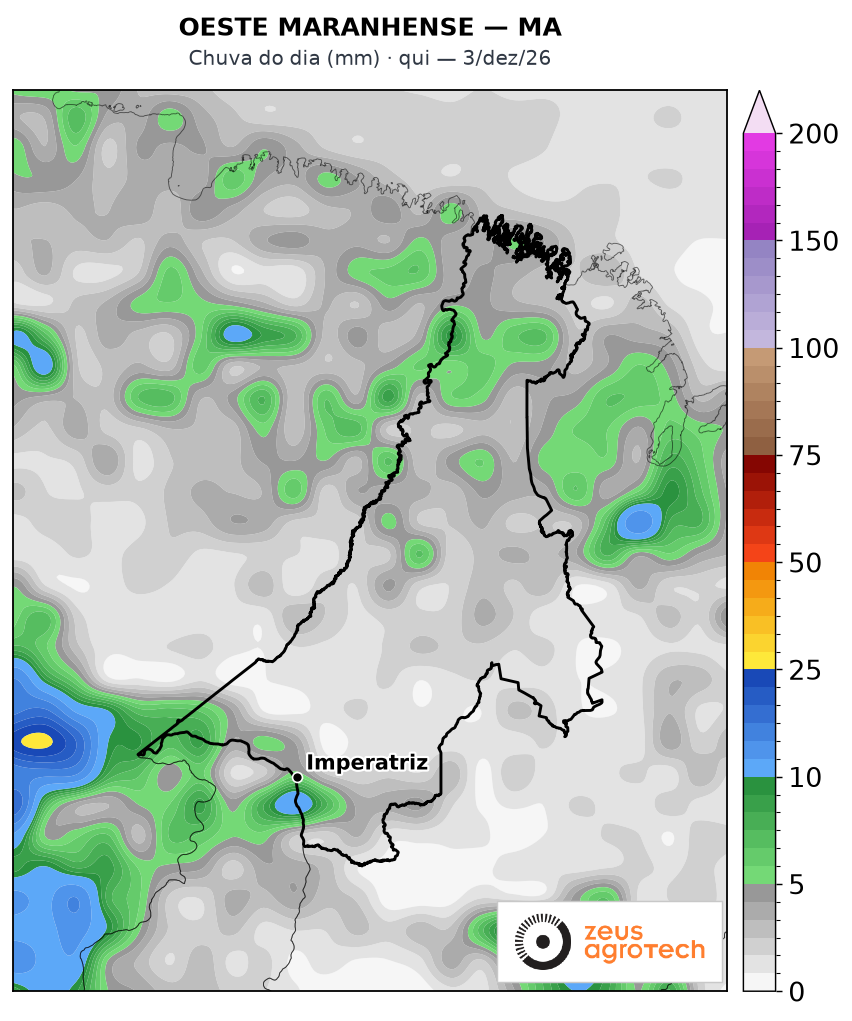 OESTE MARANHENSE — MA
Chuva do dia (mm) · qui — 3/dez/26
200
150
100
75
50
25
10
5
0
Imperatriz
zeus
agrotech